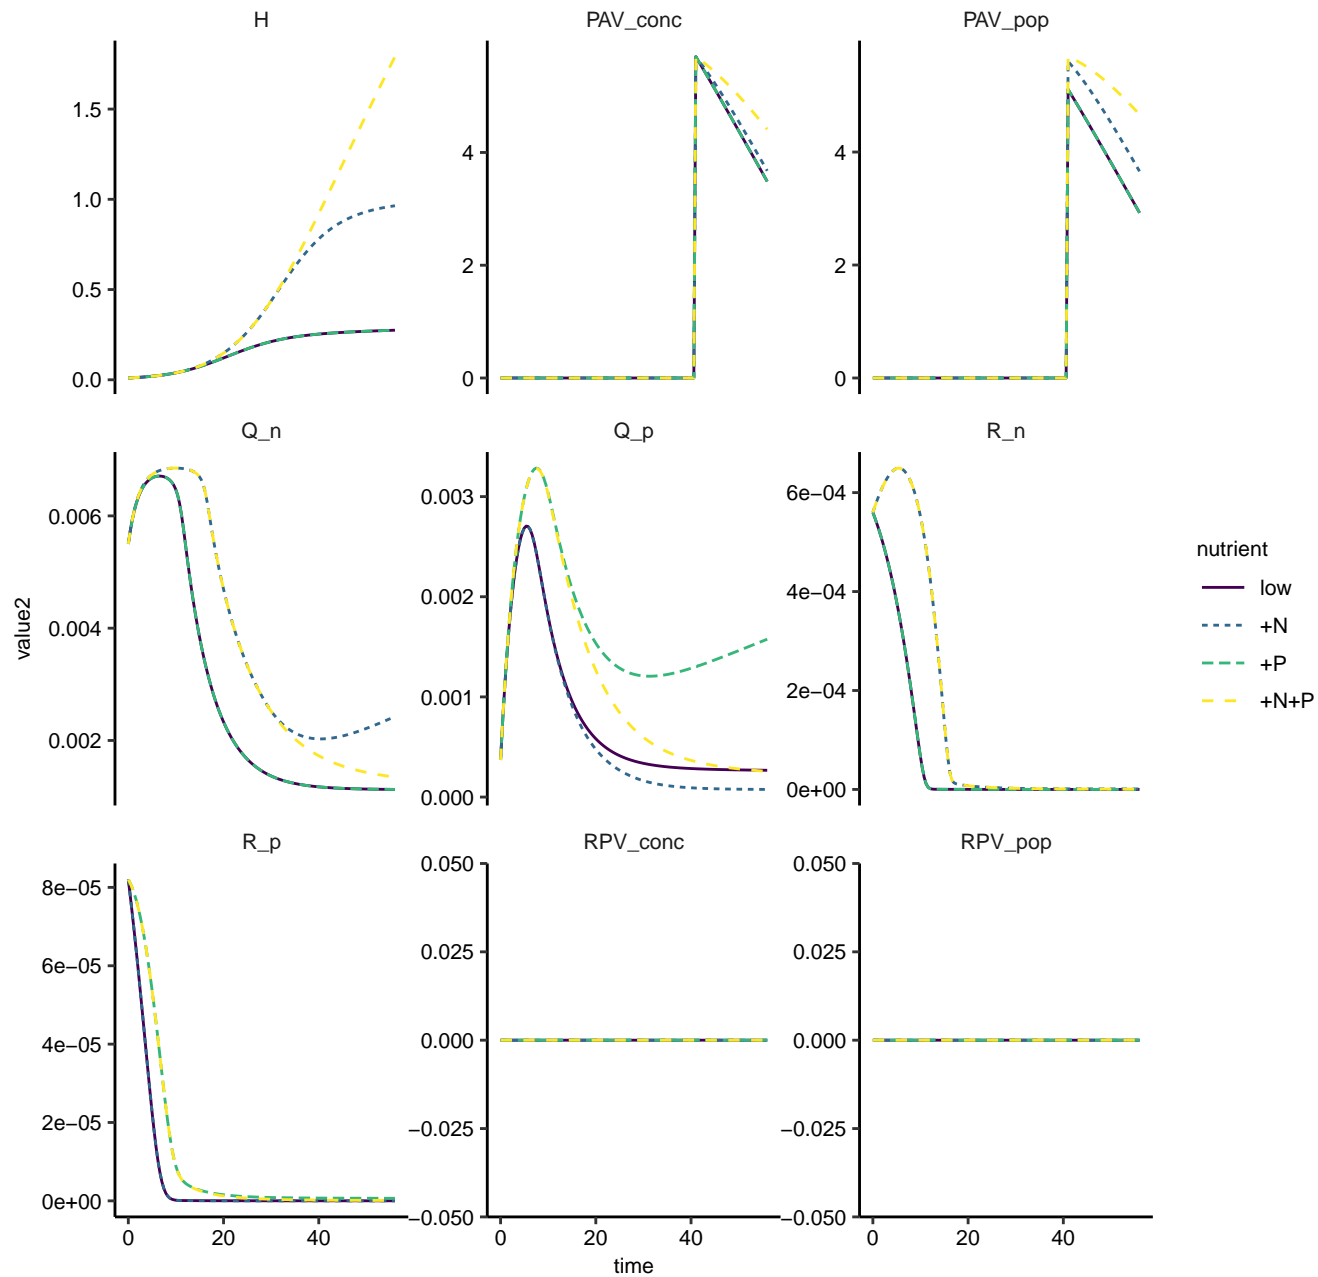 H
PAV_conc
PAV_pop
1.5
1.0
0.5
0.0
4
2
0
4
2
0
Q_n
Q_p
R_n
0.006
0.004
0.002
0.003
0.002
0.001
0.000
6e−04
4e−04
2e−04
0e+00
R_p
RPV_conc
RPV_pop
8e−05
6e−05
4e−05
2e−05
0e+00
0.050
0.025
0.000
−0.025
−0.050
0.050
0.025
0.000
−0.025
−0.050
0 20 40
0 20 40
0 20 40
time
value2
nutrient
low
+N
+P
+N+P